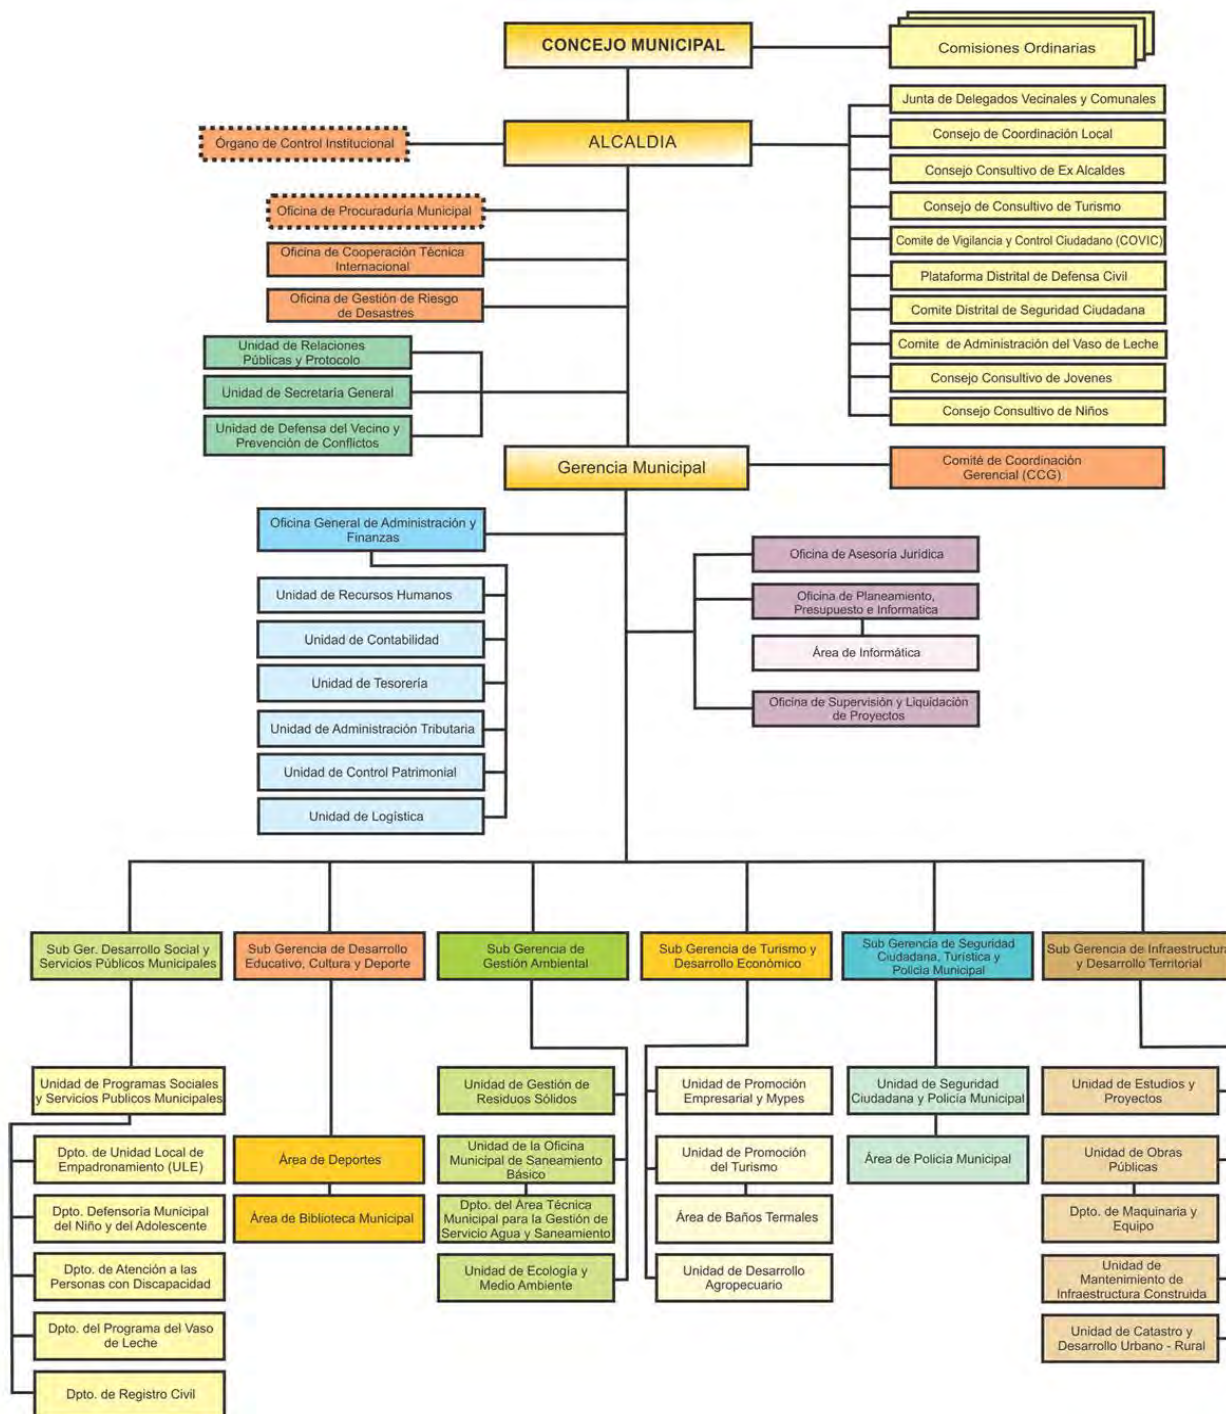 CONCEJO MUNICIPAL
Comisiones Ordinarias
ALCALDIA
Órgano de Control Institucional
Junta de Delegados Vecinales y Comunales
Consejo de Coordinación Local
Consejo Consultivo de Ex Alcaldes
Consejo de Consultivo de Turismo
Comite de Vigilancia y Control Ciudadano (COVIC)
Plataforma Distrital de Defensa Civil
Comite Distrital de Seguridad Ciudadana
Comite de Administración del Vaso de Leche
Consejo Consultivo de Jovenes
Consejo Consultivo de Niños
Oficina de Procuraduría Municipal
Oficina de Cooperación Técnica
Internacional
Oficina de Gestión de Riesgo
de Desastres
Unidad de Relaciones
Públicas y Protocolo
Unidad de Secretaría General
Unidad de Defensa del Vecino y
Prevención de Conflictos
Gerencia Municipal
Comité de Coordinación
Gerencial (CCG)
Oficina General de Administración y
Finanzas
Unidad de Recursos Humanos
Unidad de Contabilidad
Unidad de Tesorería
Unidad de Administración Tributaria
Unidad de Control Patrimonial
Unidad de Logística
Oficina de Asesoría Jurídica
Oficina de Planeamiento,
Presupuesto e Informatica
Área de Informática
Oficina de Supervisión y Liquidación
de Proyectos
Sub Ger. Desarrollo Social y
Servicios Públicos Municipales
Unidad de Programas Sociales
y Servicios Publicos Municipales
Dpto. de Unidad Local de
Empadronamiento (ULE)
Dpto. Defensoría Municipal
del Niño y del Adolescente
Dpto. de Atención a las
Personas con Discapacidad
Dpto. del Programa del Vaso
de Leche
Dpto. de Registro Civil
Sub Gerencia de Desarrollo
Educativo, Cultura y Deporte
Área de Deportes
Área de Biblioteca Municipal
Sub Gerencia de
Gestión Ambiental
Unidad de Gestión de
Residuos Sólidos
Unidad de la Oficina
Municipal de Saneamiento
Básico
Dpto. del Área Técnica
Municipal para la Gestión de
Servicio Agua y Saneamiento
Unidad de Ecología y
Medio Ambiente
Sub Gerencia de Turismo y
Desarrollo Económico
Unidad de Promoción
Empresarial y Mypes
Unidad de Promoción
del Turismo
Área de Baños Termales
Unidad de Desarrollo
Agropecuario
Sub Gerencia de Seguridad
Ciudadana, Turística y
Policia Municipal
Unidad de Seguridad
Ciudadana y Policía Municipal
Área de Policia Municipal
Sub Gerencia de Infraestructura
y Desarrollo Territorial
Unidad de Estudios y
Proyectos
Unidad de Obras
Públicas
Dpto. de Maquinaria y
Equipo
Unidad de
Mantenimiento de
Infraestructura Construida
Unidad de Catastro y
Desarrollo Urbano - Rural